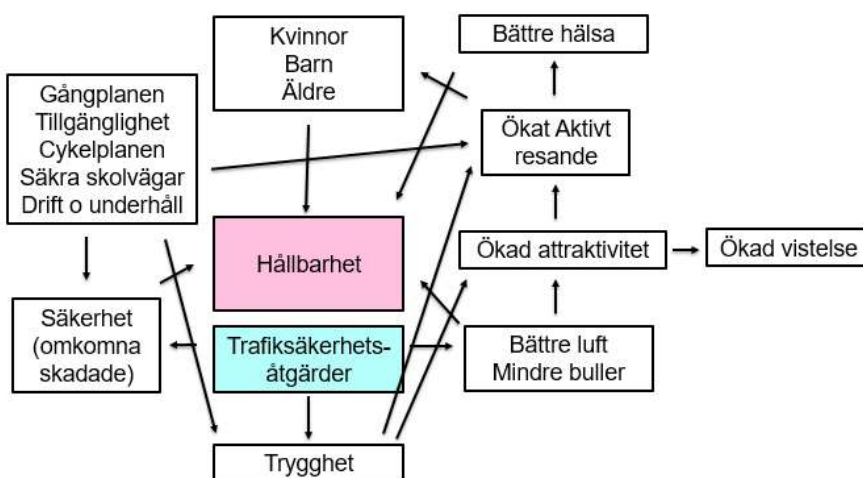 Kvinnor
Barn
Äldre
Bättre hälsa
Gångplanen
Tillgänglighet
Cykelplanen
Säkra skolvägar
Drift o underhåll
Ökat Aktivt
resande
Hållbarhet
Ökad attraktivitet
Ökad vistelse
Säkerhet
(omkomna
skadade)
Trafiksäkerhets-
åtgärder
Bättre luft
Mindre buller
Trygghet